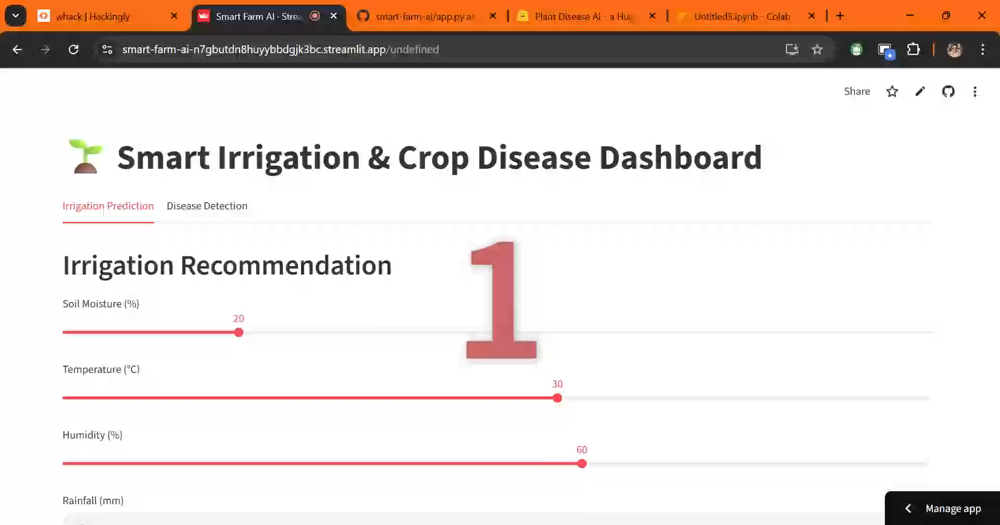 whack | Hackingly
Smart Farm AI · Strea
smart-farm-ai/app.py a
Plant Disease Ai - a Hug
Untitled5.ipynb - Colab
smart-farm-ai-n7gbutdn8huyybbdgjk3bc.streamlit.app/undefined
Share
Smart Irrigation & Crop Disease Dashboard
Irrigation Prediction
Disease Detection
Irrigation Recommendation
1
Soil Moisture (%)
20
Temperature (°C)
30
Humidity (%)
60
Rainfall (mm)
Manage app